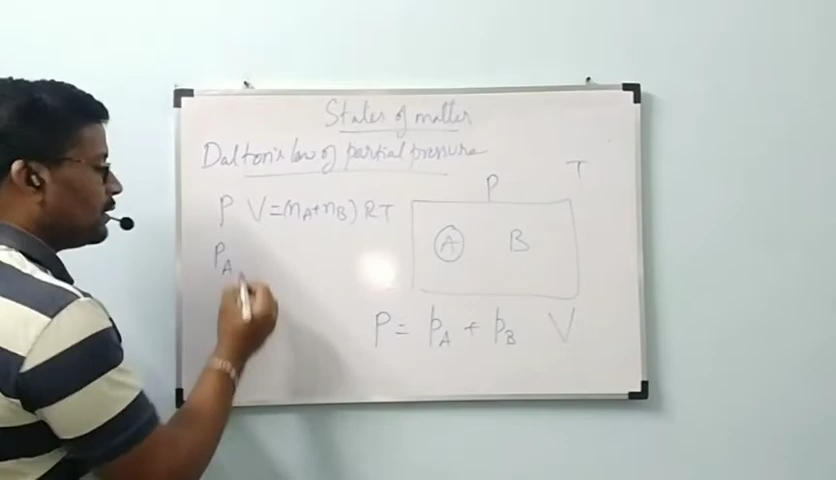 States of matter
Dalton's law of partial pressure
P V = (nA+nB) RT
PA
P T
A B
P = pA + pB V